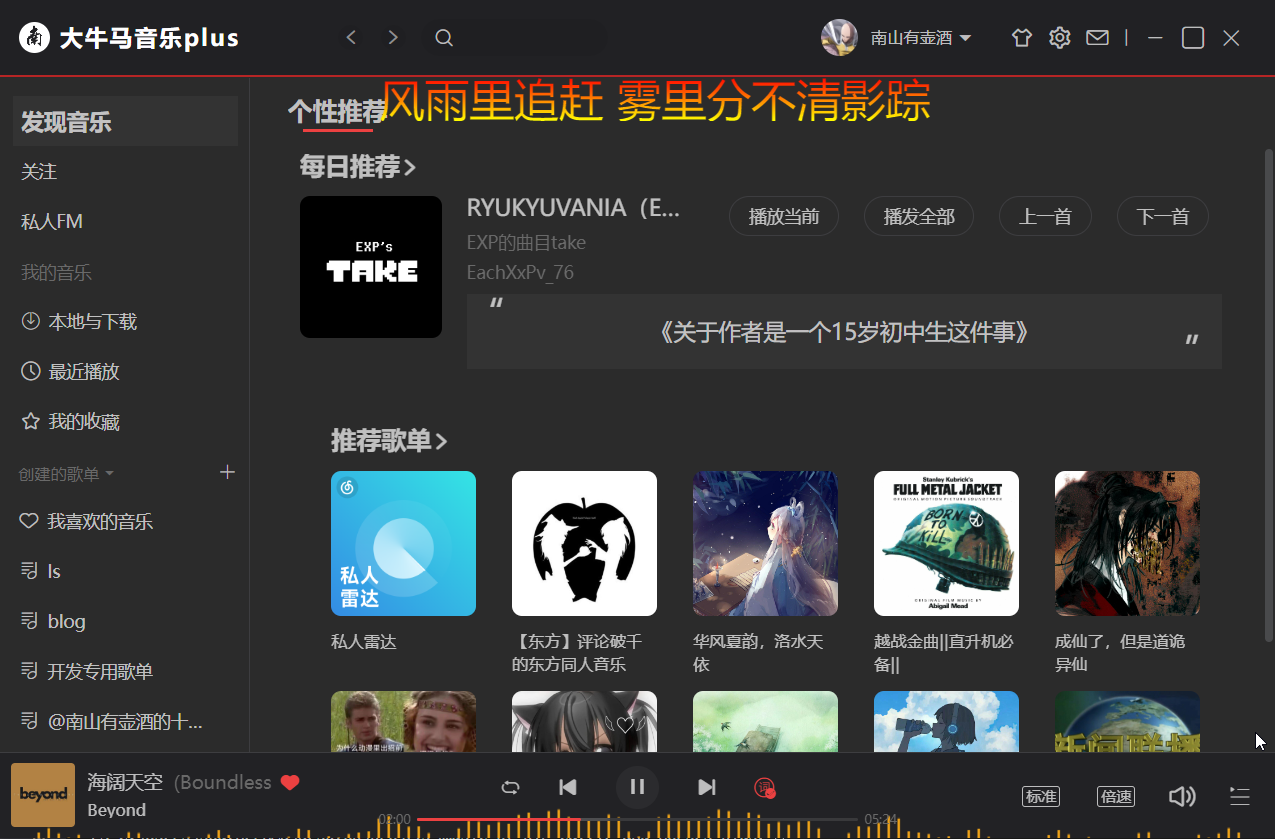 南 大牛马音乐plus
南山有壶酒
风雨里追赶 雾里分不清影踪
个性推荐
发现音乐
关注
私人FM
我的音乐
本地与下载
最近播放
我的收藏
创建的歌单
我喜欢的音乐
ls
blog
开发专用歌单
@南山有壶酒的十...
每日推荐
EXP's
TAKE
RYUKYUVANIA（E...
EXP的曲目take
EachXxPv_76
播放当前 播发全部 上一首 下一首
“
《关于作者是一个15岁初中生这件事》
”
推荐歌单
私人
雷达
Stanley Kubrick's
FULL METAL JACKET
ORIGINAL MOTION PICTURE SOUNDTRACK
BORN
TO
KILL
ORIGINAL FILM MUSIC BY
Abigail Mead
私人雷达
【东方】评论破千
的东方同人音乐
华风夏韵，洛水天
依
越战金曲||直升机必
备||
成仙了，但是道诡
异仙
为什么动漫里出招前
新闻联播
beyond
海阔天空 (Boundless
Beyond
词
02:00
05:24
标准
倍速